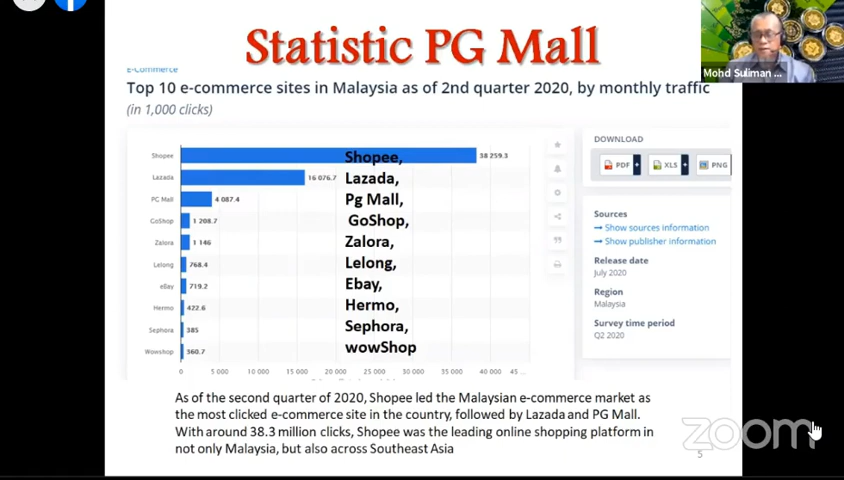 Statistic PG Mall
Mohd Suliman ...
E-Commerce
Top 10 e-commerce sites in Malaysia as of 2nd quarter 2020, by monthly traffic
(in 1,000 clicks)
Shopee 38 259.3 Shopee,
Lazada 16 076.7 Lazada,
PG Mall 4 087.4 Pg Mall,
GoShop 1 208.7 GoShop,
Zalora 1 146 Zalora,
Lelong 768.4 Lelong,
eBay 719.2 Ebay,
Hermo 422.6 Hermo,
Sephora 385 Sephora,
Wowshop 360.7 wowShop
0 5 000 10 000 15 000 20 000 25 000 30 000 35 000 40 000 45 ...
DOWNLOAD
PDF + XLS + PNG
Sources
→ Show sources information
→ Show publisher information
Release date
July 2020
Region
Malaysia
Survey time period
Q2 2020
As of the second quarter of 2020, Shopee led the Malaysian e-commerce market as
the most clicked e-commerce site in the country, followed by Lazada and PG Mall.
With around 38.3 million clicks, Shopee was the leading online shopping platform in
not only Malaysia, but also across Southeast Asia
zoom
5